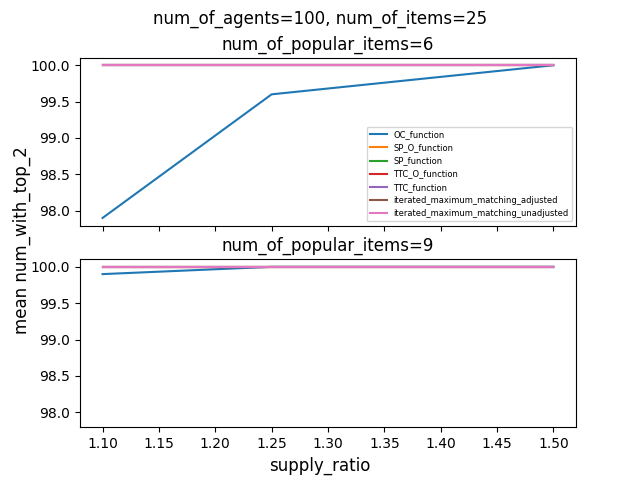 num_of_agents=100, num_of_items=25
num_of_popular_items=6
100.0
99.5
99.0
98.5
98.0
OC_function
SP_O_function
SP_function
TTC_O_function
TTC_function
iterated_maximum_matching_adjusted
iterated_maximum_matching_unadjusted
mean num_with_top_2
num_of_popular_items=9
100.0
99.5
99.0
98.5
98.0
1.10 1.15 1.20 1.25 1.30 1.35 1.40 1.45 1.50
supply_ratio